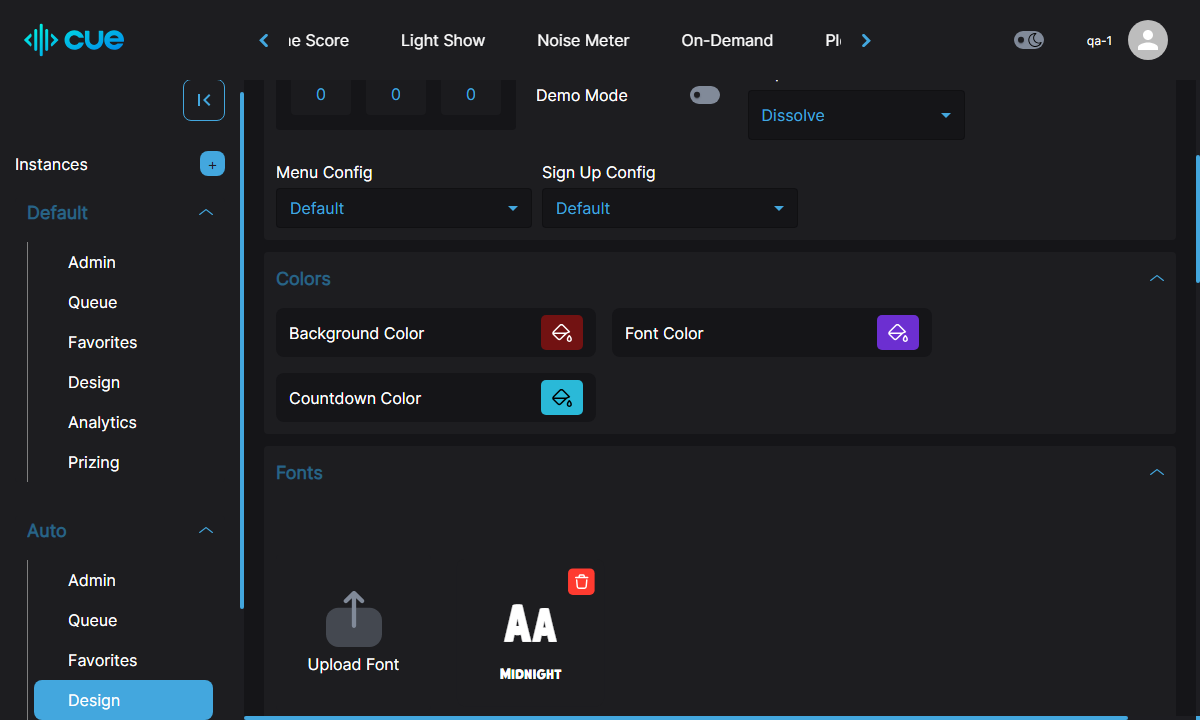 cue
ne Score
Light Show
Noise Meter
On-Demand
qa-1
0
0
0
Demo Mode
Dissolve
Instances
+
Menu Config
Sign Up Config
Default
Default
Default
Admin
Queue
Favorites
Design
Analytics
Prizing
Colors
Background Color
Font Color
Countdown Color
Fonts
Auto
Admin
Queue
Favorites
Design
Upload Font
AA
MIDNIGHT